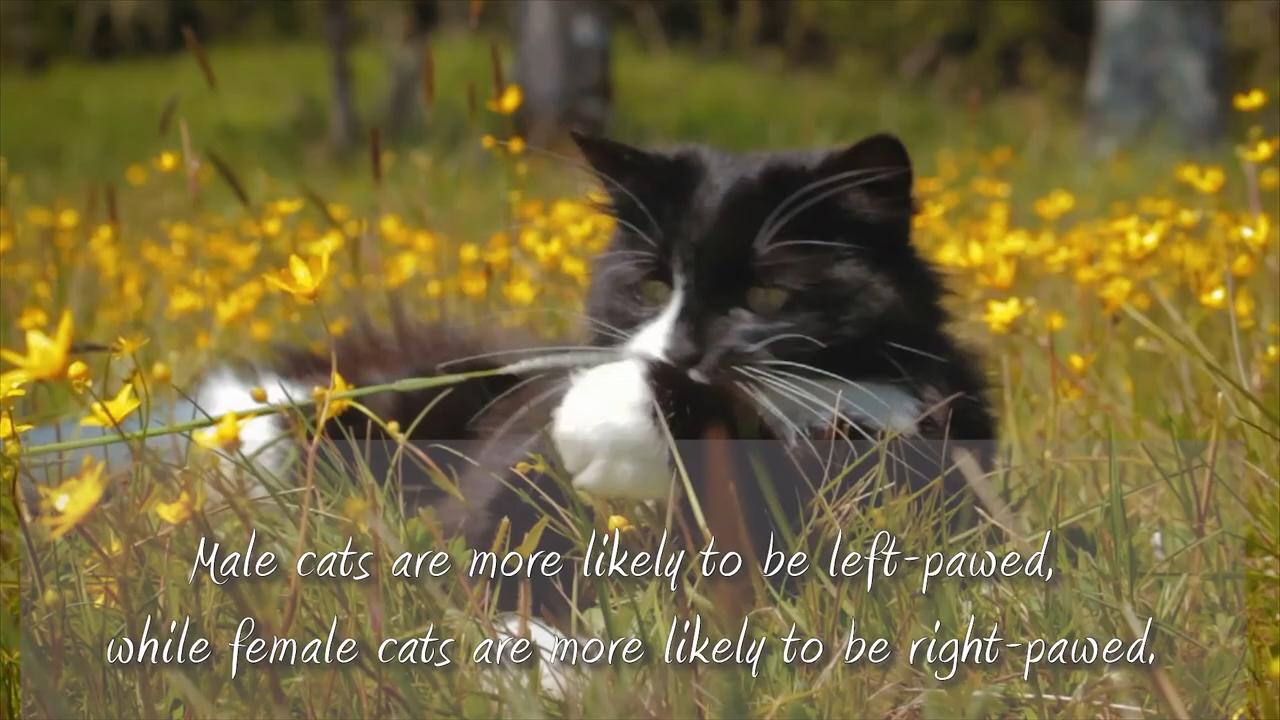 Male cats are more likely to be left-pawed,
while female cats are more likely to be right-pawed.